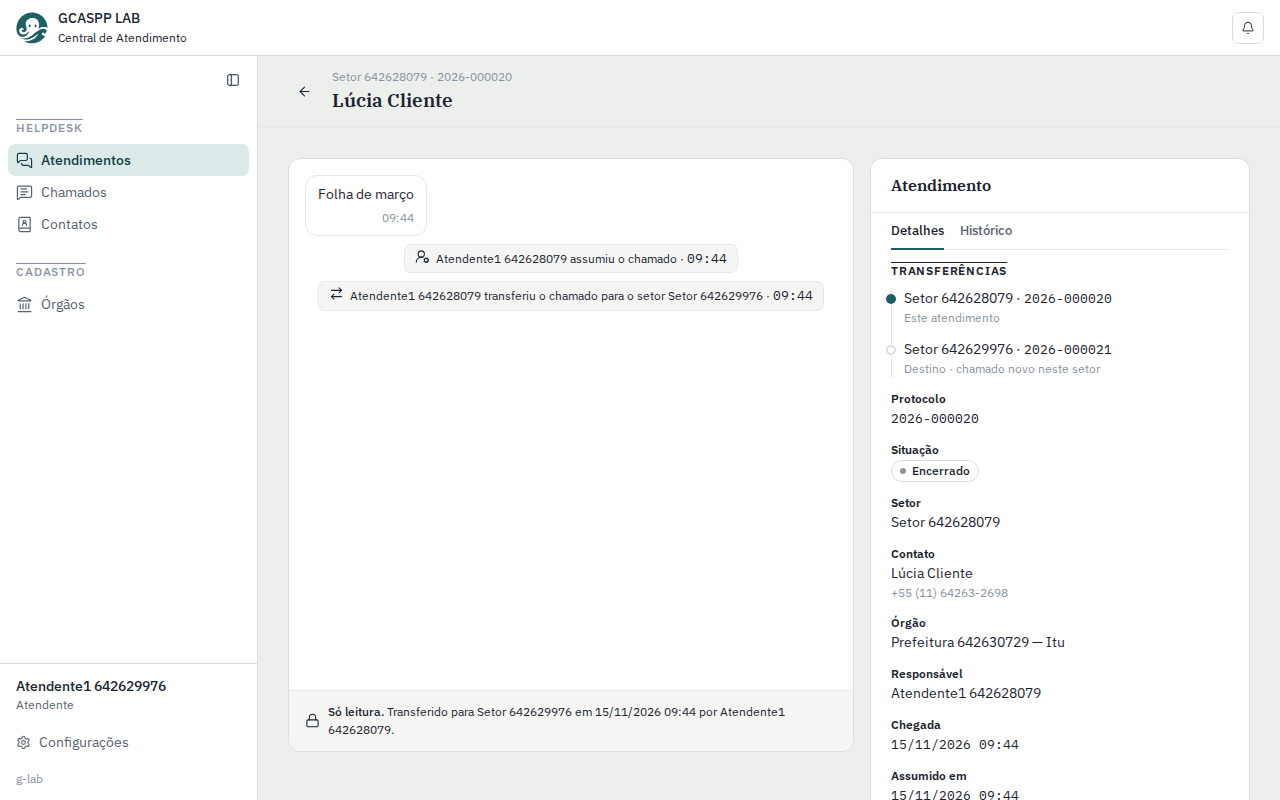 GCASPP LAB
Central de Atendimento
HELPDESK
Atendimentos
Chamados
Contatos
CADASTRO
Órgãos
Atendente1 642629976
Atendente
Configurações
g-lab
Setor 642628079 · 2026-000020
Lúcia Cliente
Folha de março
09:44
Atendente1 642628079 assumiu o chamado · 09:44
Atendente1 642628079 transferiu o chamado para o setor Setor 642629976 · 09:44
Só leitura. Transferido para Setor 642629976 em 15/11/2026 09:44 por Atendente1
642628079.
Atendimento
Detalhes Histórico
TRANSFERÊNCIAS
Setor 642628079 · 2026-000020
Este atendimento
Setor 642629976 · 2026-000021
Destino · chamado novo neste setor
Protocolo
2026-000020
Situação
Encerrado
Setor
Setor 642628079
Contato
Lúcia Cliente
+55 (11) 64263-2698
Órgão
Prefeitura 642630729 — Itu
Responsável
Atendente1 642628079
Chegada
15/11/2026 09:44
Assumido em
15/11/2026 09:44